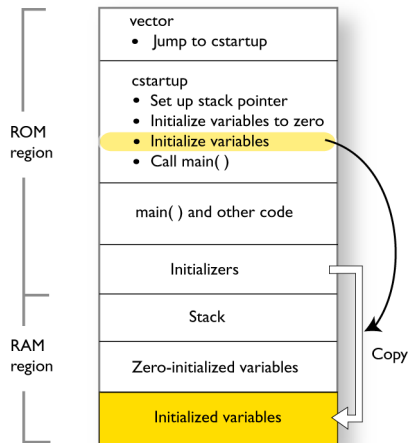 vector
• Jump to cstartup
cstartup
• Set up stack pointer
• Initialize variables to zero
• Initialize variables
• Call main( )
ROM
region
main( ) and other code
Initializers
Stack
RAM
region
Copy
Zero-initialized variables
Initialized variables